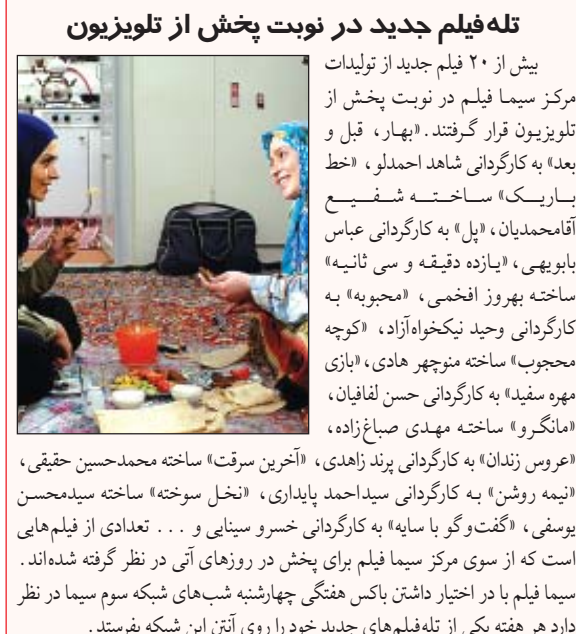 تله‌فیلم جدید در نوبت پخش از تلویزیون
بیش از ۲۰ فیلم جدید از تولیدات
مرکز سیما فیلم در نوبت پخش از
تلویزیون قرار گرفتند. «بهار، قبل و
بعد» به کارگردانی شاهد احمدلو، «خط
باریک» ساخته شفیع
آقامحمدیان، «پل» به کارگردانی عباس
بابویهی، «یازده دقیقه و سی ثانیه»
ساخته بهروز افخمی، «محبوبه» به
کارگردانی وحید نیکخواه‌آزاد، «کوچه
محجوب» ساخته منوچهر هادی، «بازی
مهره سفید» به کارگردانی حسن لفافیان،
«مانگرو» ساخته مهدی صباغ‌زاده،
«عروس زندان» به کارگردانی پرند زاهدی، «آخرین سرقت» ساخته محمدحسین حقیقی،
«نیمه روشن» به کارگردانی سیداحمد پایداری، «نخل سوخته» ساخته سیدمحسن
یوسفی، «گفت‌وگو با سایه» به کارگردانی خسرو سینایی و . . . تعدادی از فیلم‌هایی
است که از سوی مرکز سیما فیلم برای پخش در روزهای آتی در نظر گرفته شده‌اند.
سیما فیلم با در اختیار داشتن باکس هفتگی چهارشنبه شب‌های شبکه سوم سیما در نظر
دارد هر هفته یکی از تله‌فیلم‌های جدید خود را روی آنتن این شبکه بفرستد.